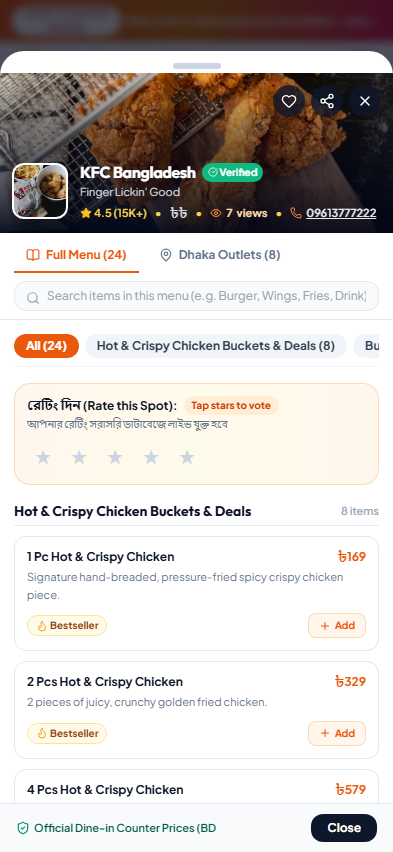 KFC Bangladesh
Verified
Finger Lickin' Good
4.5 (15K+) • ৳৳ • 7 views • 09613777222
Full Menu (24)
Dhaka Outlets (8)
Search items in this menu (e.g. Burger, Wings, Fries, Drink)
All (24)
Hot & Crispy Chicken Buckets & Deals (8)
Bu
রেটিং দিন (Rate this Spot):
Tap stars to vote
আপনার রেটিং সরাসরি ডাটাবেজে লাইভ যুক্ত হবে
Hot & Crispy Chicken Buckets & Deals
8 items
1 Pc Hot & Crispy Chicken
৳169
Signature hand-breaded, pressure-fried spicy crispy chicken
piece.
Bestseller
+ Add
2 Pcs Hot & Crispy Chicken
৳329
2 pieces of juicy, crunchy golden fried chicken.
Bestseller
+ Add
4 Pcs Hot & Crispy Chicken
৳579
Official Dine-in Counter Prices (BD
Close